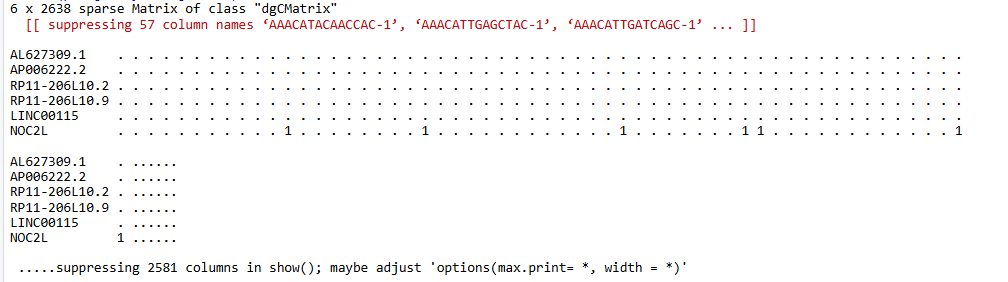 6 x 2638 sparse Matrix of class "dgCMatrix"
[[ suppressing 57 column names ‘AAACATACAACCAC-1’, ‘AAACATTGAGCTAC-1’, ‘AAACATTGATCAGC-1’ ... ]]
AL627309.1 . . . . . . . . . . . . . . . . . . . . . . . . . . . . . . . . . . . . . . . . . . . . . . . . . . . . . . . .
AP006222.2 . . . . . . . . . . . . . . . . . . . . . . . . . . . . . . . . . . . . . . . . . . . . . . . . . . . . . . . .
RP11-206L10.2 . . . . . . . . . . . . . . . . . . . . . . . . . . . . . . . . . . . . . . . . . . . . . . . . . . . . . . . .
RP11-206L10.9 . . . . . . . . . . . . . . . . . . . . . . . . . . . . . . . . . . . . . . . . . . . . . . . . . . . . . . . .
LINC00115 . . . . . . . . . . . . . . . . . . . . . . . . . . . . . . . . . . . . . . . . . . . . . . . . . . . . . . . .
NOC2L . . . . . . . . . . . 1 . . . . . . . . 1 . . . . . . . . . . . . 1 . . . . . . . 1 1 . . . . . . . . . . . . 1
AL627309.1 . ......
AP006222.2 . ......
RP11-206L10.2 . ......
RP11-206L10.9 . ......
LINC00115 . ......
NOC2L 1 ......
.....suppressing 2581 columns in show(); maybe adjust 'options(max.print= *, width = *)'